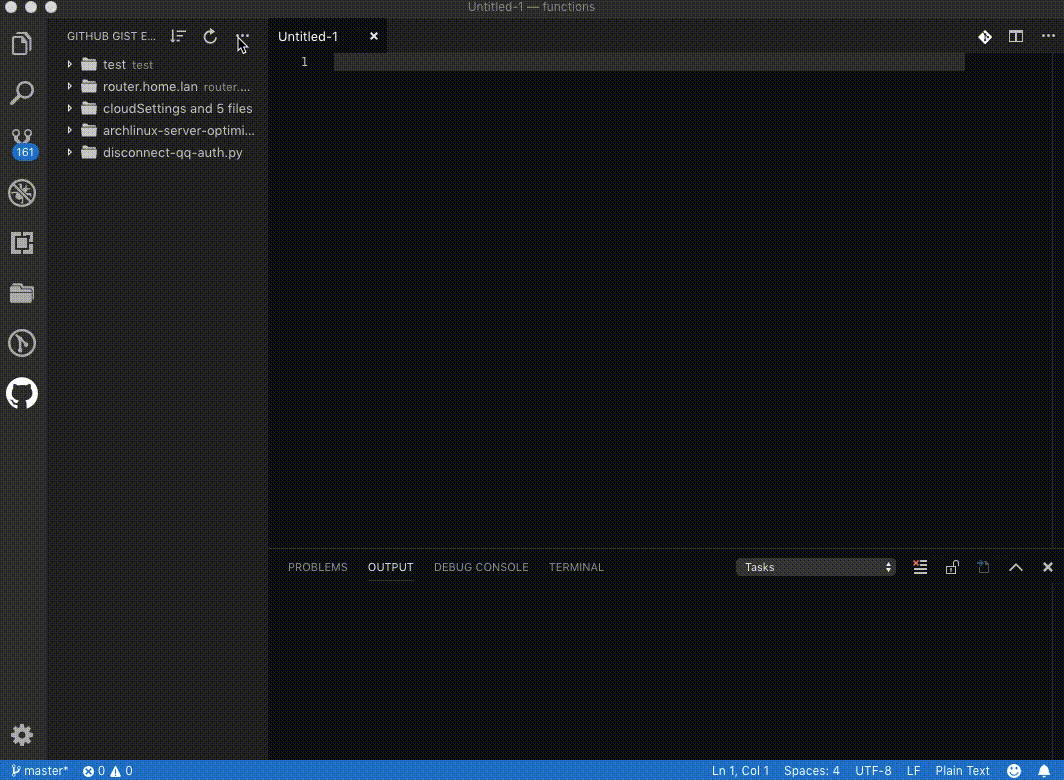 Untitled-1 — functions
GITHUB GIST E...
Untitled-1
1
test test
router.home.lan router....
cloudSettings and 5 files
archlinux-server-optimi...
disconnect-qq-auth.py
161
PROBLEMS OUTPUT DEBUG CONSOLE TERMINAL Tasks
master* 0 0 Ln 1, Col 1 Spaces: 4 UTF-8 LF Plain Text